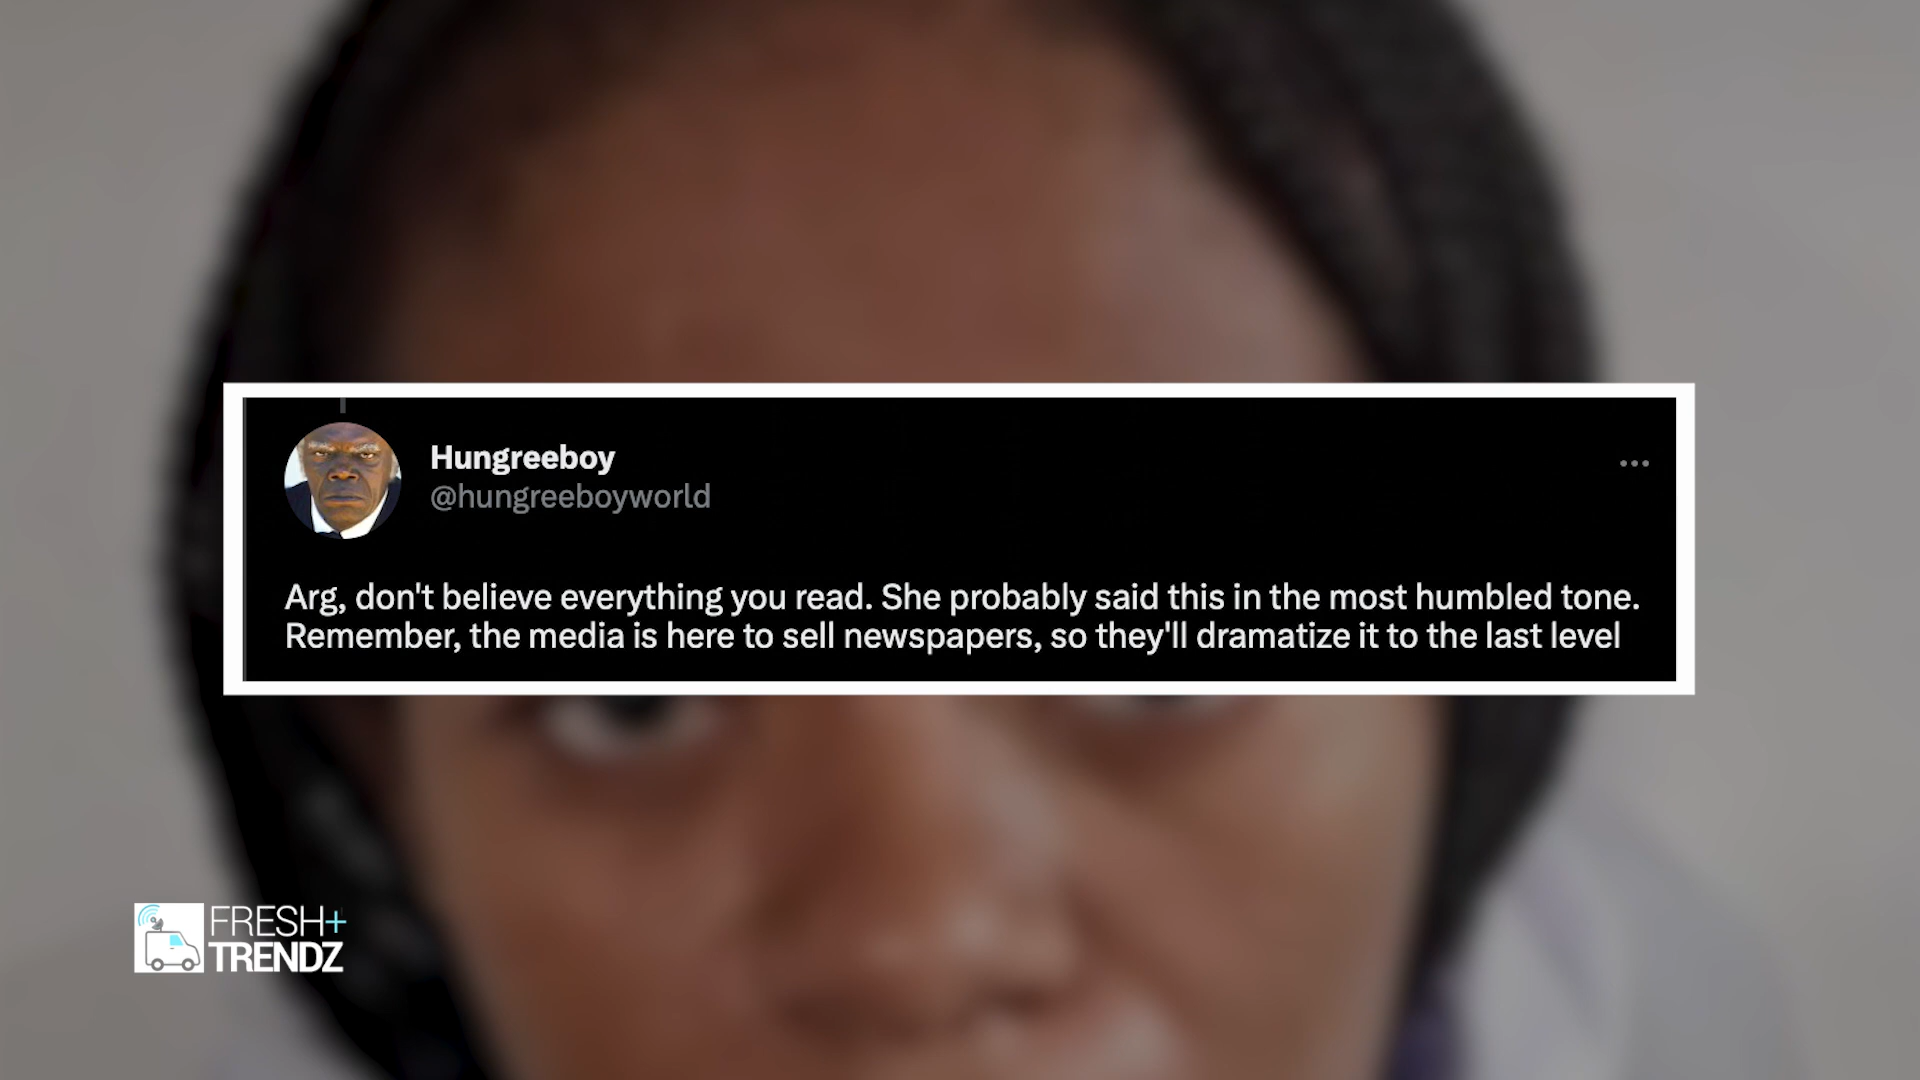 Hungreeboy
@hungreeboyworld
Arg, don't believe everything you read. She probably said this in the most humbled tone.
Remember, the media is here to sell newspapers, so they'll dramatize it to the last level
FRESH+
TRENDZ